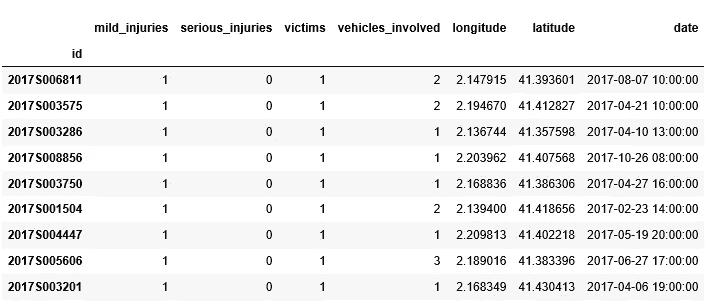 mild_injuries serious_injuries victims vehicles_involved longitude latitude date
id
2017S006811 1 0 1 2 2.147915 41.393601 2017-08-07 10:00:00
2017S003575 1 0 1 2 2.194670 41.412827 2017-04-21 10:00:00
2017S003286 1 0 1 1 2.136744 41.357598 2017-04-10 13:00:00
2017S008856 1 0 1 1 2.203962 41.407568 2017-10-26 08:00:00
2017S003750 1 0 1 1 2.168836 41.386306 2017-04-27 16:00:00
2017S001504 1 0 1 2 2.139400 41.418656 2017-02-23 14:00:00
2017S004447 1 0 1 1 2.209813 41.402218 2017-05-19 20:00:00
2017S005606 1 0 1 3 2.189016 41.383396 2017-06-27 17:00:00
2017S003201 1 0 1 1 2.168349 41.430413 2017-04-06 19:00:00